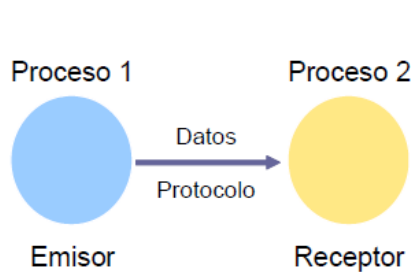 Proceso 1
Proceso 2
Datos
Protocolo
Emisor
Receptor